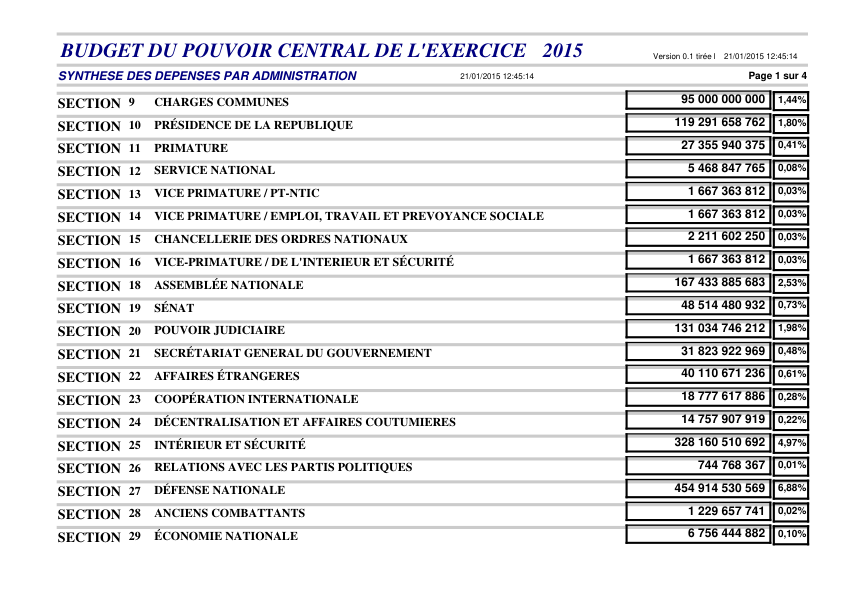 BUDGET DU POUVOIR CENTRAL DE L'EXERCICE 2015
Version 0.1 tirée l 21/01/2015 12:45:14
SYNTHESE DES DEPENSES PAR ADMINISTRATION 21/01/2015 12:45:14 Page 1 sur 4
SECTION 9 CHARGES COMMUNES 95 000 000 000 1,44%
SECTION 10 PRÉSIDENCE DE LA REPUBLIQUE 119 291 658 762 1,80%
SECTION 11 PRIMATURE 27 355 940 375 0,41%
SECTION 12 SERVICE NATIONAL 5 468 847 765 0,08%
SECTION 13 VICE PRIMATURE / PT-NTIC 1 667 363 812 0,03%
SECTION 14 VICE PRIMATURE / EMPLOI, TRAVAIL ET PREVOYANCE SOCIALE 1 667 363 812 0,03%
SECTION 15 CHANCELLERIE DES ORDRES NATIONAUX 2 211 602 250 0,03%
SECTION 16 VICE-PRIMATURE / DE L'INTERIEUR ET SÉCURITÉ 1 667 363 812 0,03%
SECTION 18 ASSEMBLÉE NATIONALE 167 433 885 683 2,53%
SECTION 19 SÉNAT 48 514 480 932 0,73%
SECTION 20 POUVOIR JUDICIAIRE 131 034 746 212 1,98%
SECTION 21 SECRÉTARIAT GENERAL DU GOUVERNEMENT 31 823 922 969 0,48%
SECTION 22 AFFAIRES ÉTRANGERES 40 110 671 236 0,61%
SECTION 23 COOPÉRATION INTERNATIONALE 18 777 617 886 0,28%
SECTION 24 DÉCENTRALISATION ET AFFAIRES COUTUMIERES 14 757 907 919 0,22%
SECTION 25 INTÉRIEUR ET SÉCURITÉ 328 160 510 692 4,97%
SECTION 26 RELATIONS AVEC LES PARTIS POLITIQUES 744 768 367 0,01%
SECTION 27 DÉFENSE NATIONALE 454 914 530 569 6,88%
SECTION 28 ANCIENS COMBATTANTS 1 229 657 741 0,02%
SECTION 29 ÉCONOMIE NATIONALE 6 756 444 882 0,10%